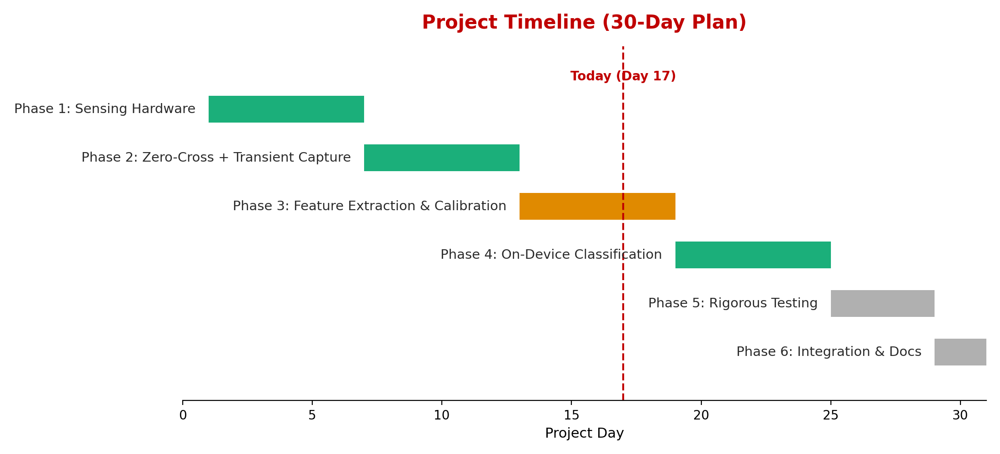 Project Timeline (30-Day Plan)
Today (Day 17)
Phase 1: Sensing Hardware
Phase 2: Zero-Cross + Transient Capture
Phase 3: Feature Extraction & Calibration
Phase 4: On-Device Classification
Phase 5: Rigorous Testing
Phase 6: Integration & Docs
0 5 10 15 20 25 30
Project Day